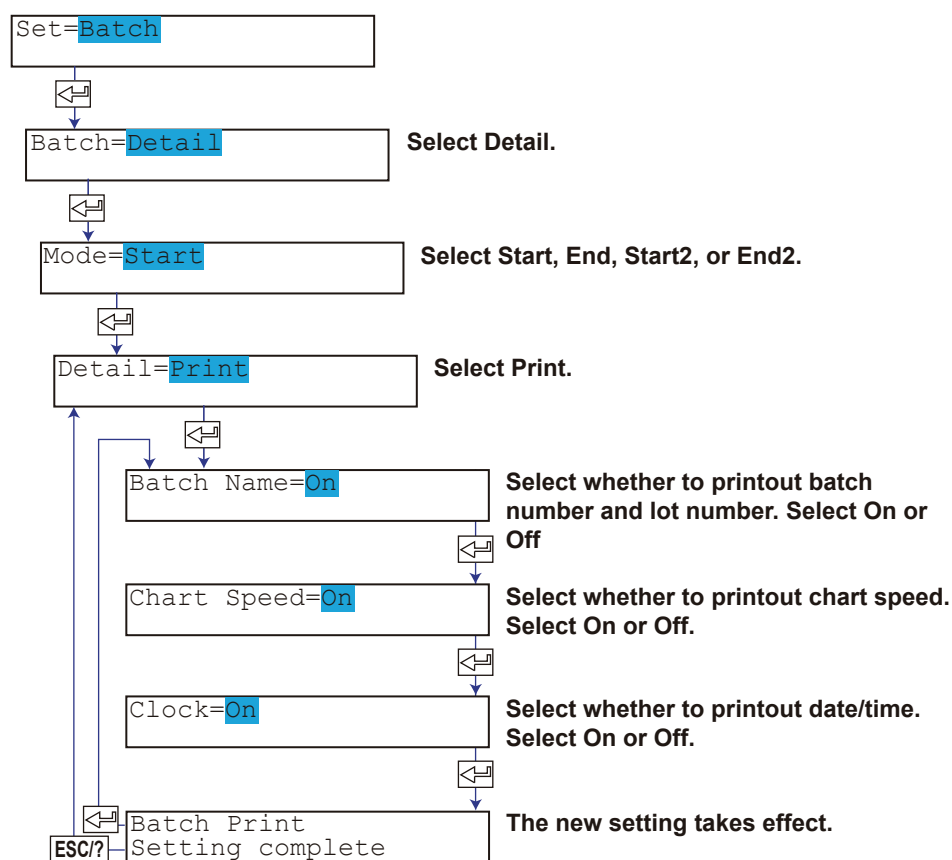 Set=Batch
Batch=Detail
Select Detail.
Mode=Start
Select Start, End, Start2, or End2.
Detail=Print
Select Print.
Batch Name=On
Select whether to printout batch
number and lot number. Select On or
Off
Chart Speed=On
Select whether to printout chart speed.
Select On or Off.
Clock=On
Select whether to printout date/time.
Select On or Off.
Batch Print
Setting complete
The new setting takes effect.
ESC/?